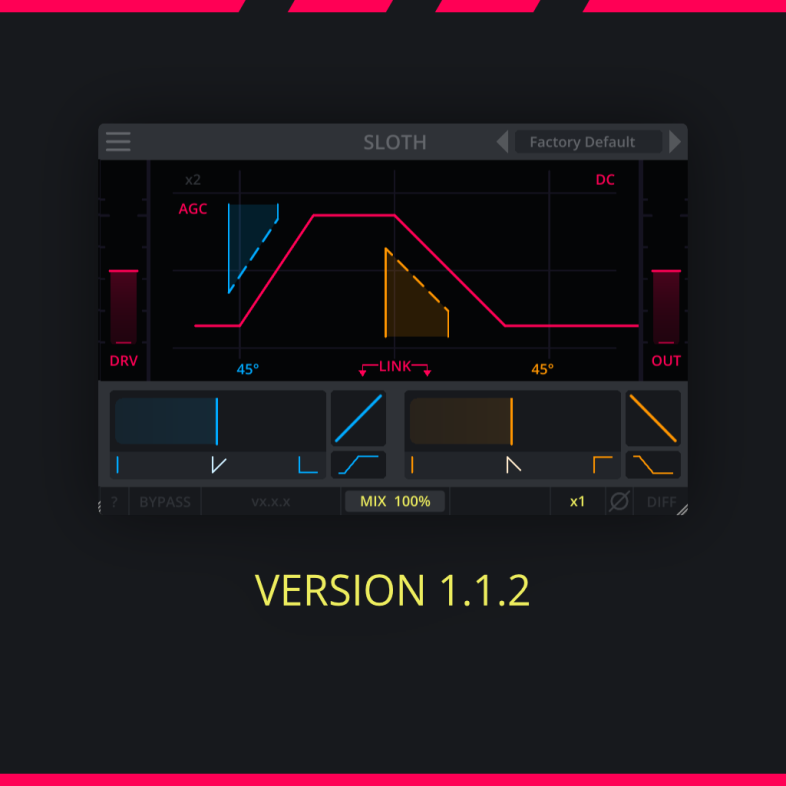 SLOTH
Factory Default
x2
DC
AGC
DRV
OUT
45°
LINK
45°
?
BYPASS
vx.x.x
MIX 100%
x1
DIFF
VERSION 1.1.2